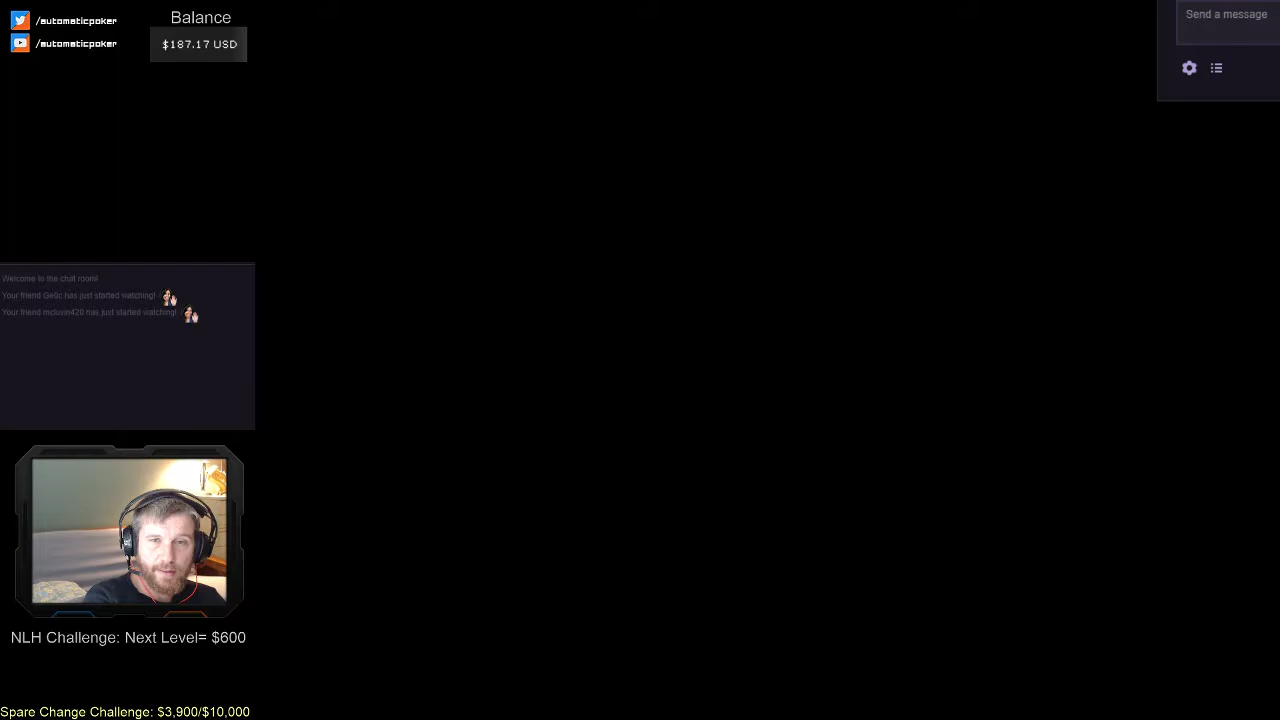 /automaticpoker
Balance
/automaticpoker
$187.17 USD
Send a message
Welcome to the chat room!
Your friend Ge0c has just started watching!
Your friend mcluvin420 has just started watching!
NLH Challenge: Next Level= $600
Spare Change Challenge: $3,900/$10,000